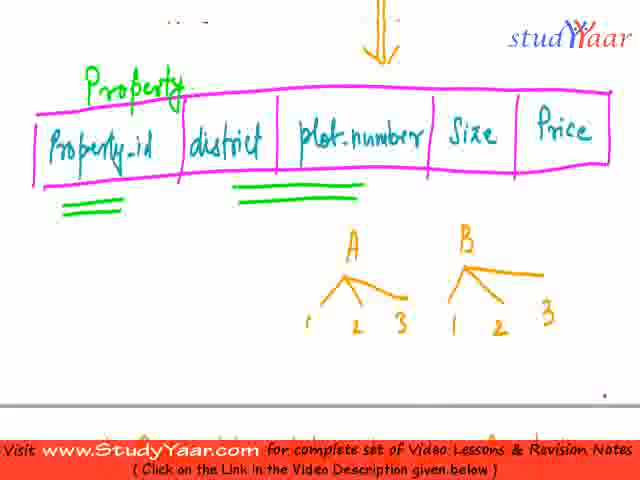 studYYaar
Property
Property_id district plot_number Size Price
A B
1 2 3 1 2 3
Visit www.StudyYaar.com for complete set of Video Lessons & Revision Notes
( Click on the Link in the Video Description given below )